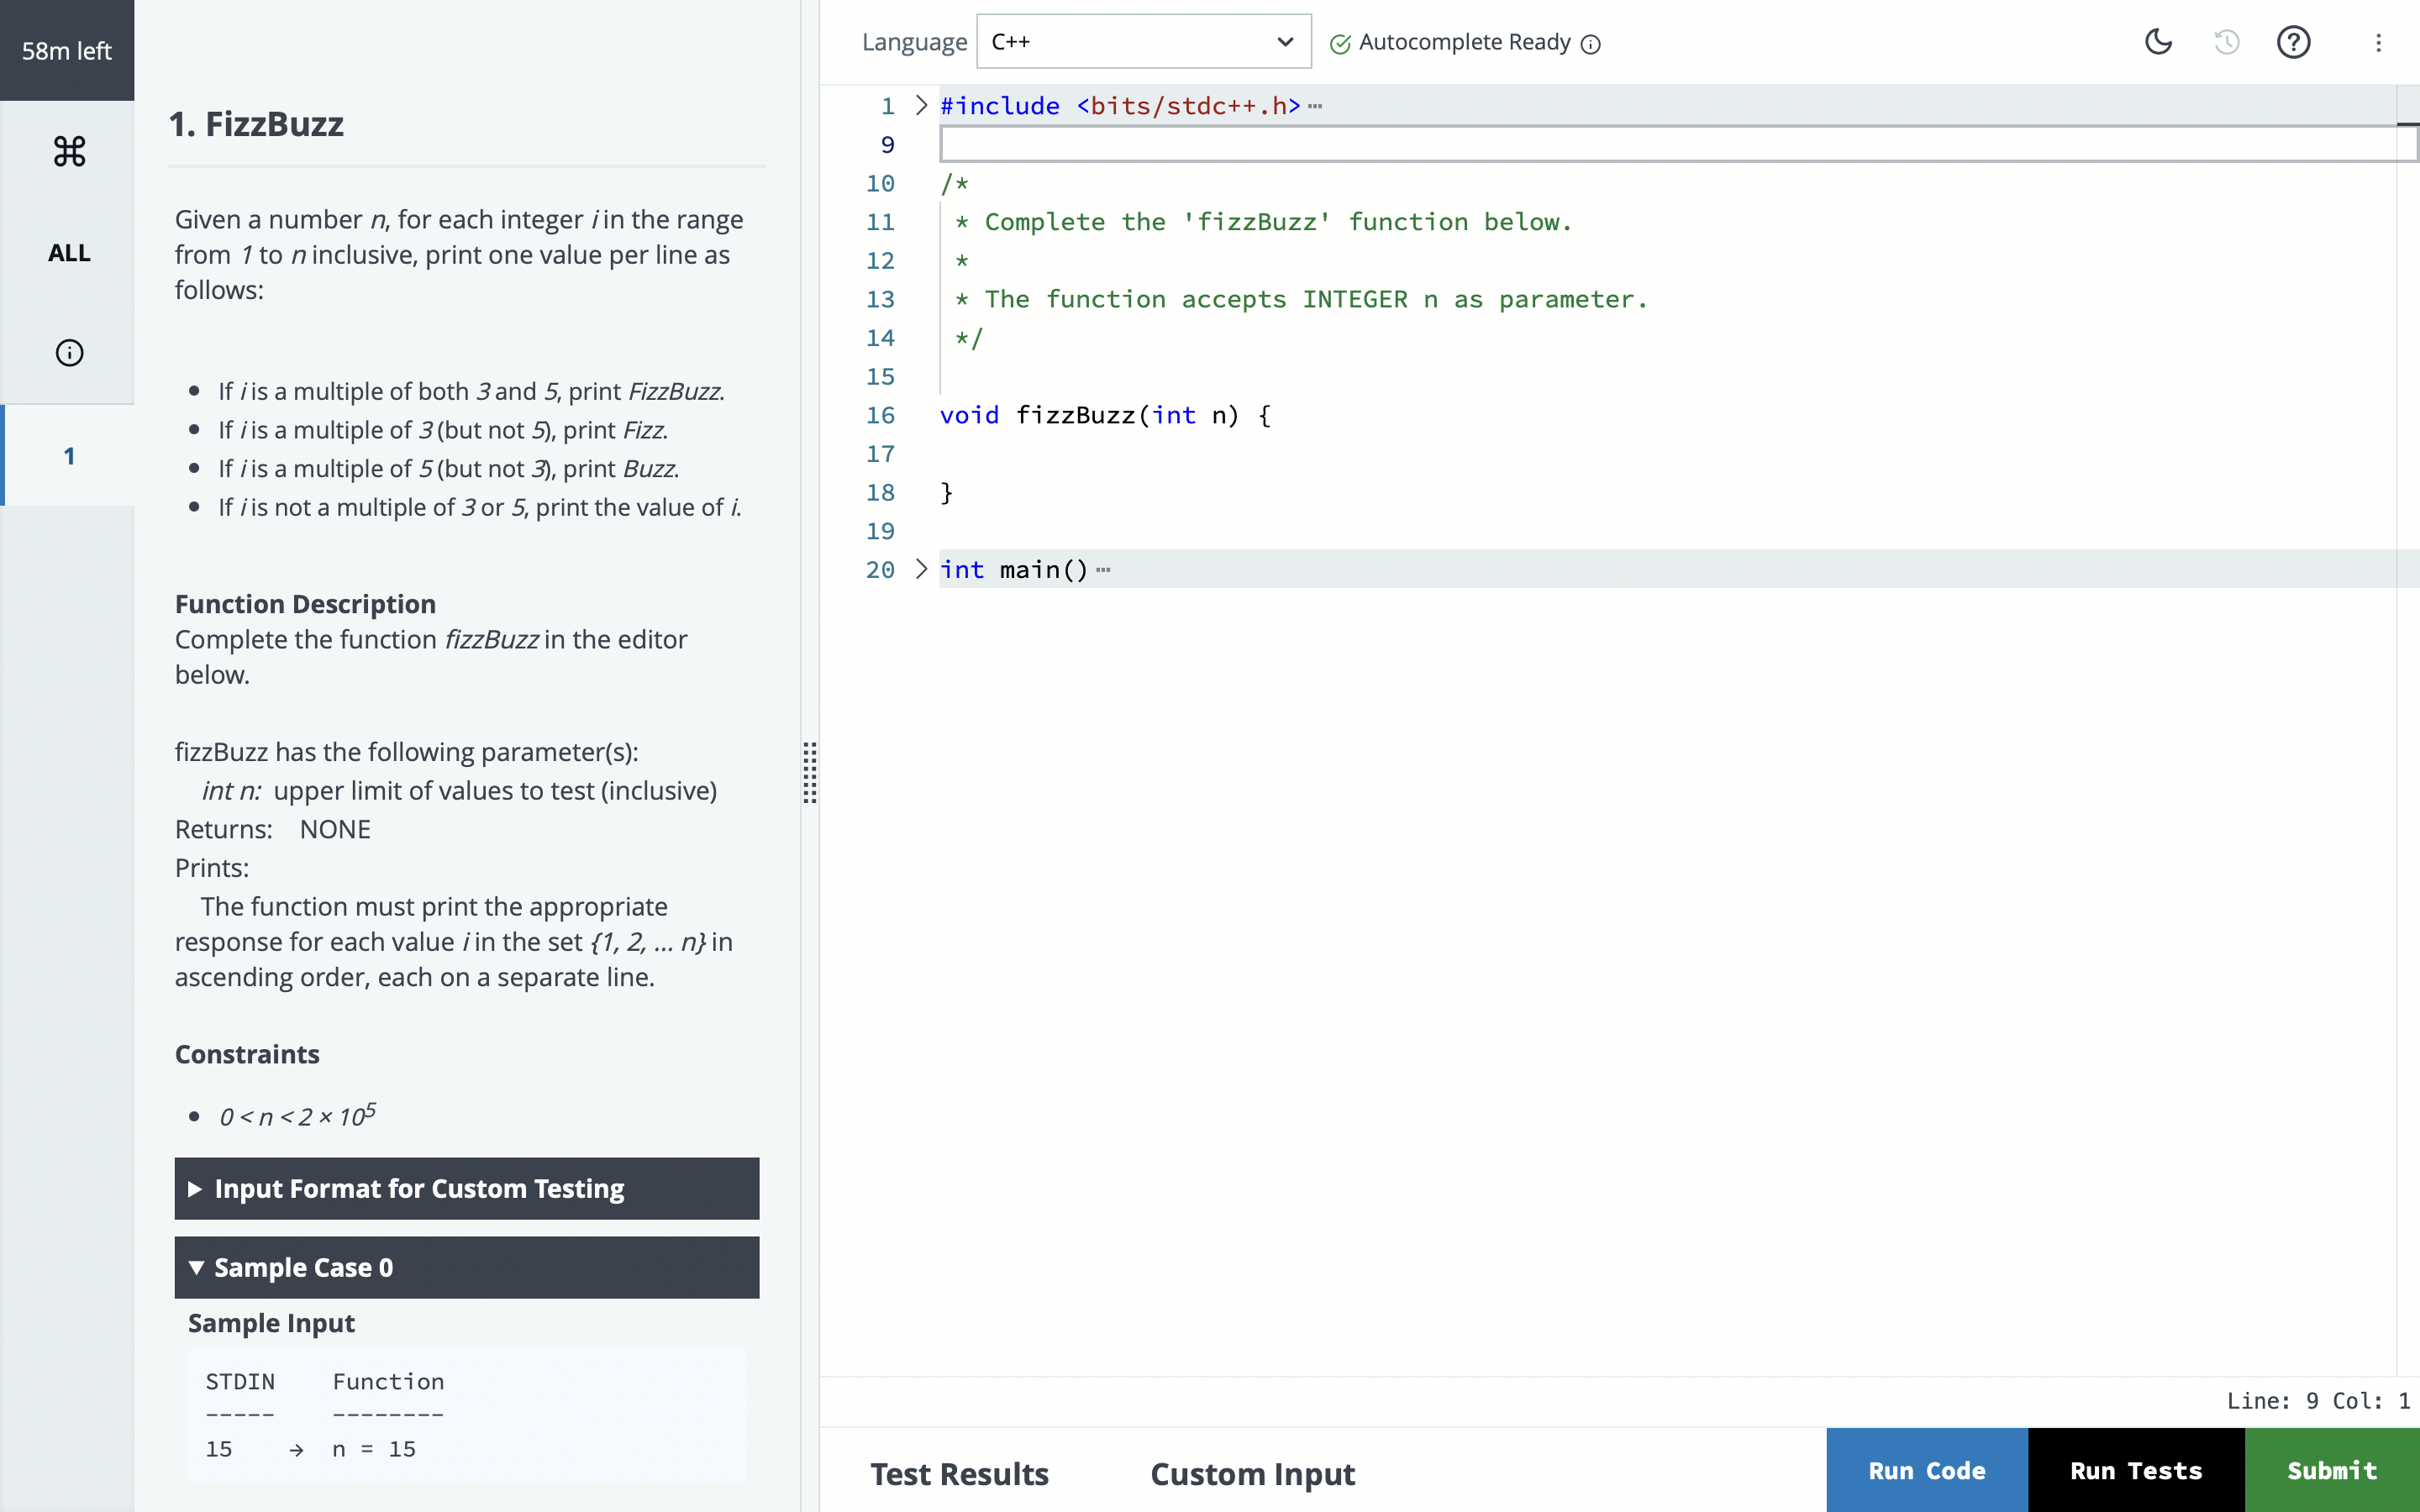 58m left
ALL
1
1. FizzBuzz
Given a number n, for each integer i in the range
from 1 to n inclusive, print one value per line as
follows:
• If i is a multiple of both 3 and 5, print FizzBuzz.
• If i is a multiple of 3 (but not 5), print Fizz.
• If i is a multiple of 5 (but not 3), print Buzz.
• If i is not a multiple of 3 or 5, print the value of i.
Function Description
Complete the function fizzBuzz in the editor
below.
fizzBuzz has the following parameter(s):
int n: upper limit of values to test (inclusive)
Returns: NONE
Prints:
The function must print the appropriate
response for each value i in the set {1, 2, ... n} in
ascending order, each on a separate line.
Constraints
• 0 < n < 2 × 10⁵
Input Format for Custom Testing
Sample Case 0
Sample Input
STDIN Function
----- --------
15 → n = 15
Language C++ Autocomplete Ready
1 #include <bits/stdc++.h> ⋯
9
10 /*
11 * Complete the 'fizzBuzz' function below.
12 *
13 * The function accepts INTEGER n as parameter.
14 */
15
16 void fizzBuzz(int n) {
17
18 }
19
20 int main() ⋯
Line: 9 Col: 1
Test Results Custom Input Run Code Run Tests Submit